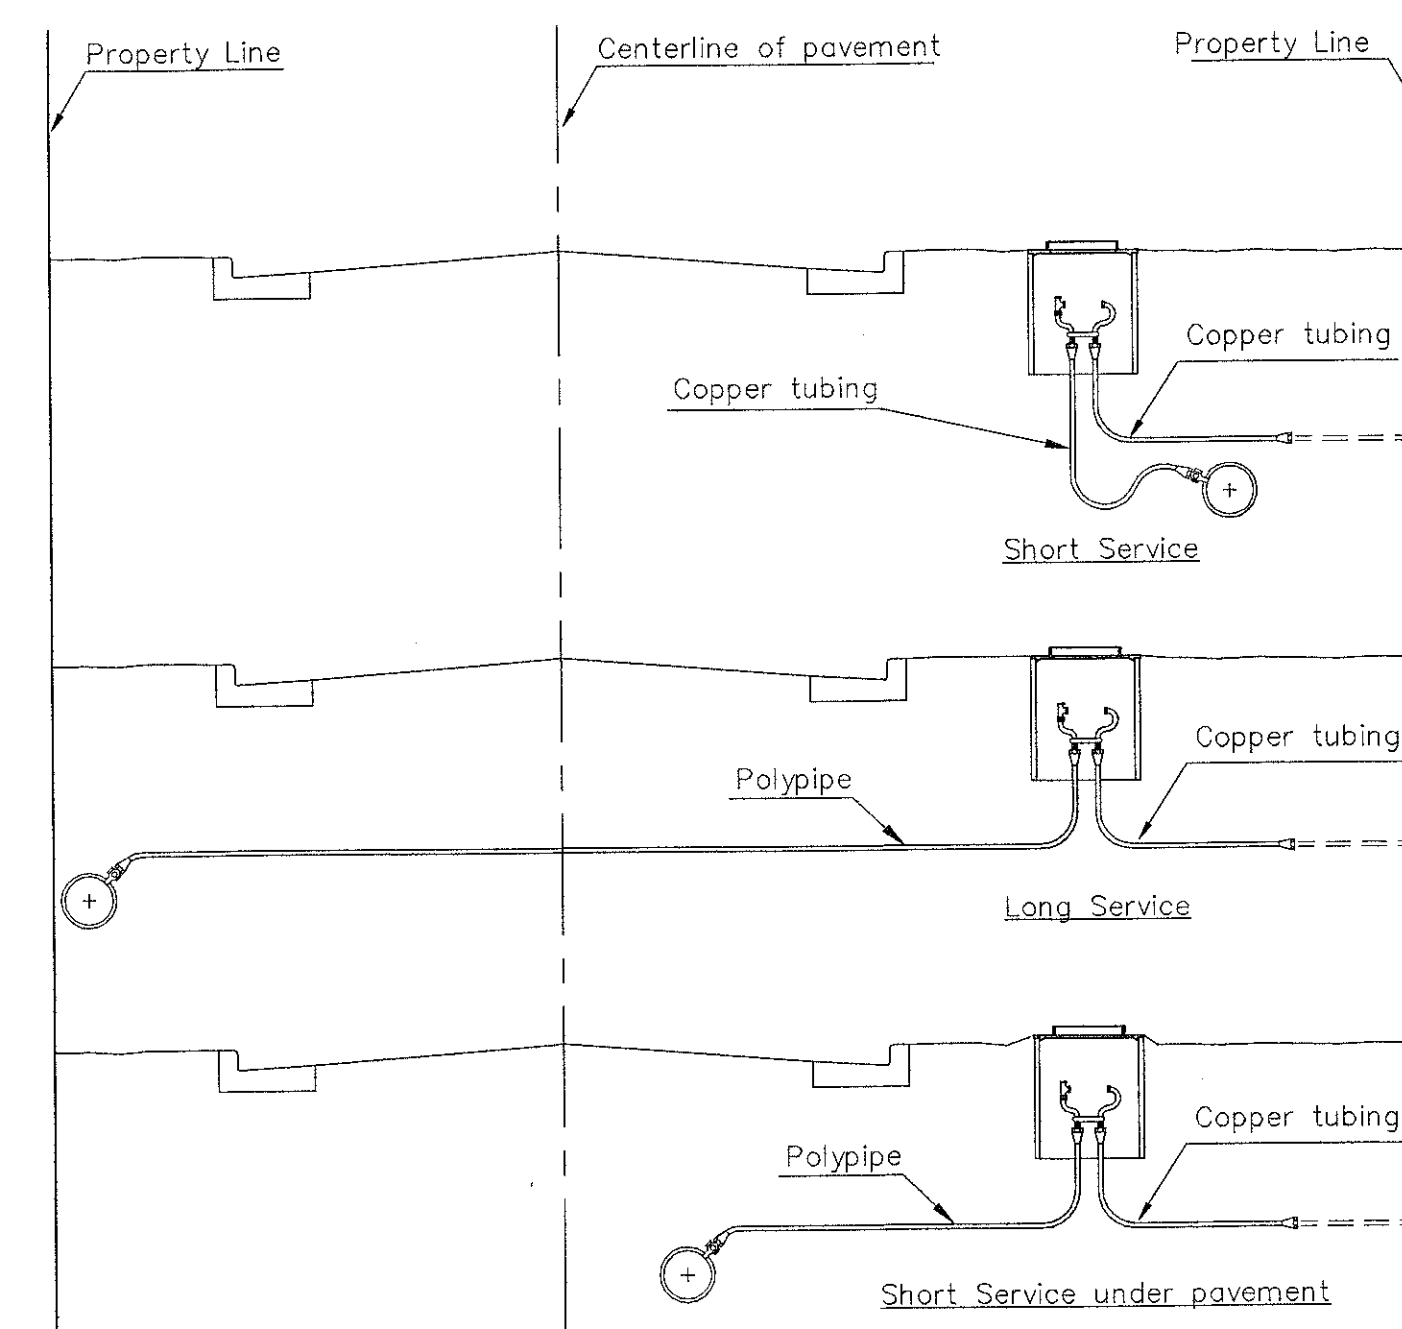 Property Line
Centerline of pavement
Property Line
Copper tubing
Copper tubing
Short Service
Copper tubing
Polypipe
Long Service
Copper tubing
Polypipe
Short Service under pavement